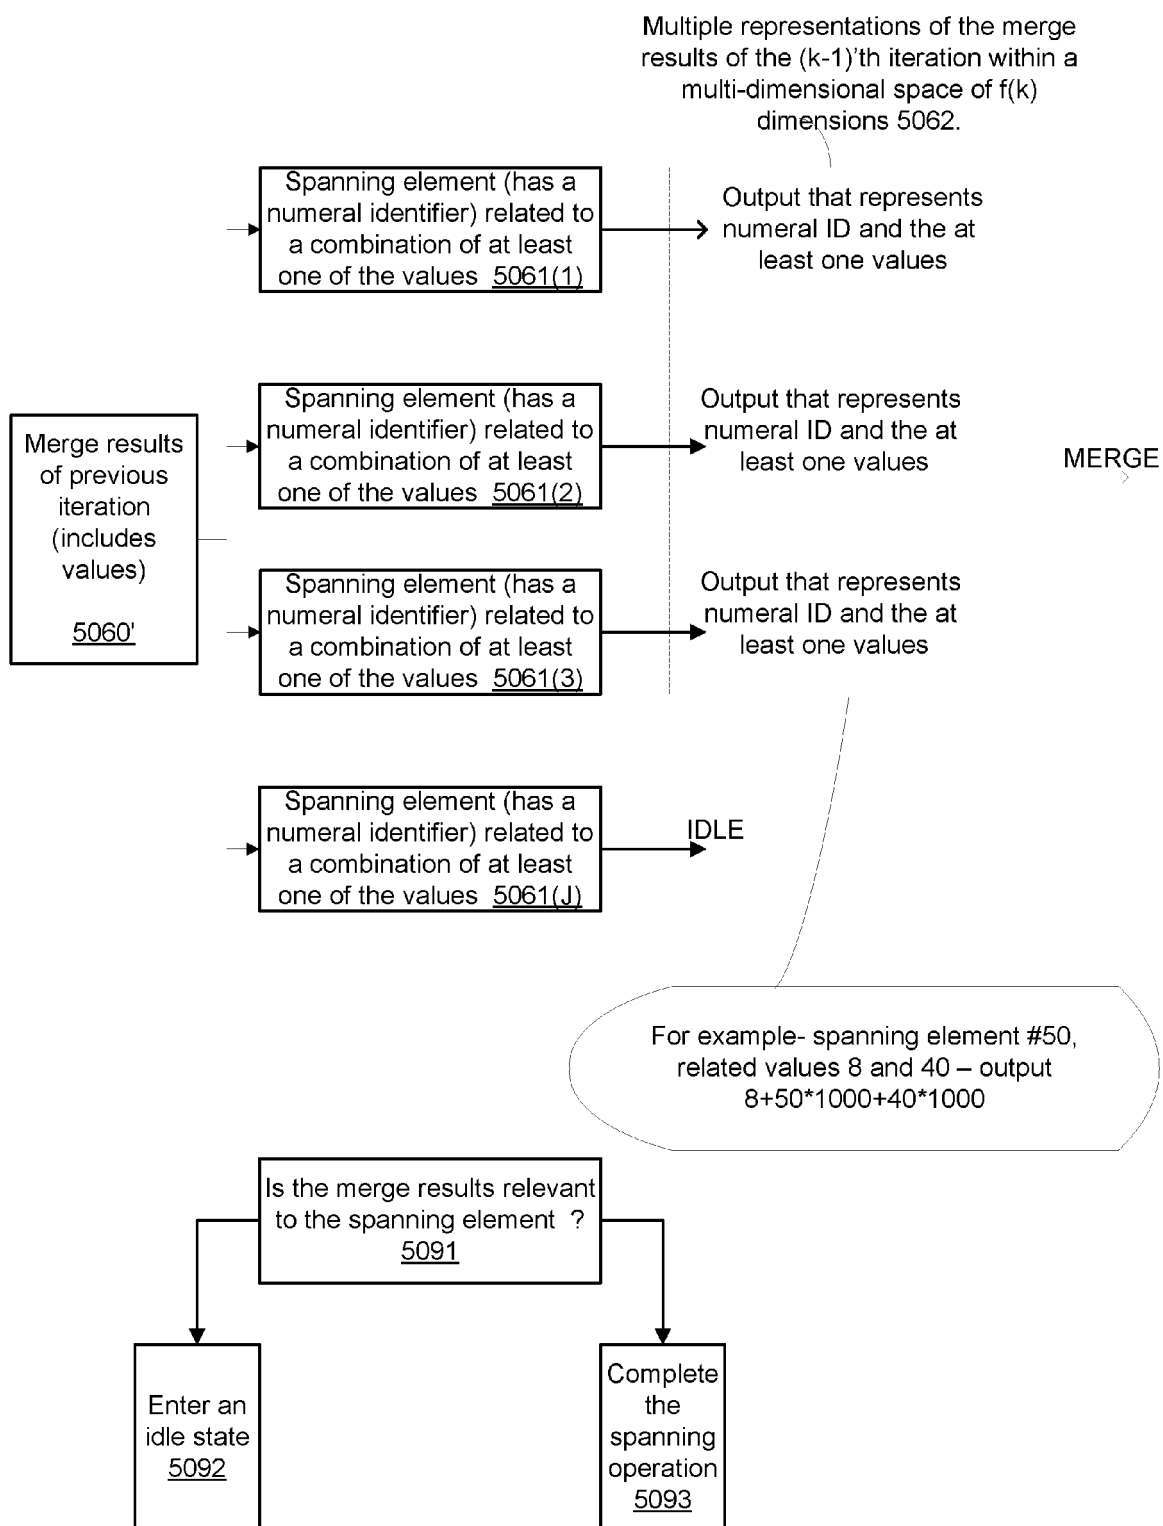 Multiple representations of the merge
results of the (k-1)'th iteration within a
multi-dimensional space of f(k)
dimensions 5062.
Spanning element (has a
numeral identifier) related to
a combination of at least
one of the values 5061(1)
Output that represents
numeral ID and the at
least one values
Merge results
of previous
iteration
(includes
values)
5060'
Spanning element (has a
numeral identifier) related to
a combination of at least
one of the values 5061(2)
Output that represents
numeral ID and the at
least one values
MERGE
Spanning element (has a
numeral identifier) related to
a combination of at least
one of the values 5061(3)
Output that represents
numeral ID and the at
least one values
Spanning element (has a
numeral identifier) related to
a combination of at least
one of the values 5061(J)
IDLE
For example- spanning element #50,
related values 8 and 40 – output
8+50*1000+40*1000
Is the merge results relevant
to the spanning element ?
5091
Enter an
idle state
5092
Complete
the
spanning
operation
5093